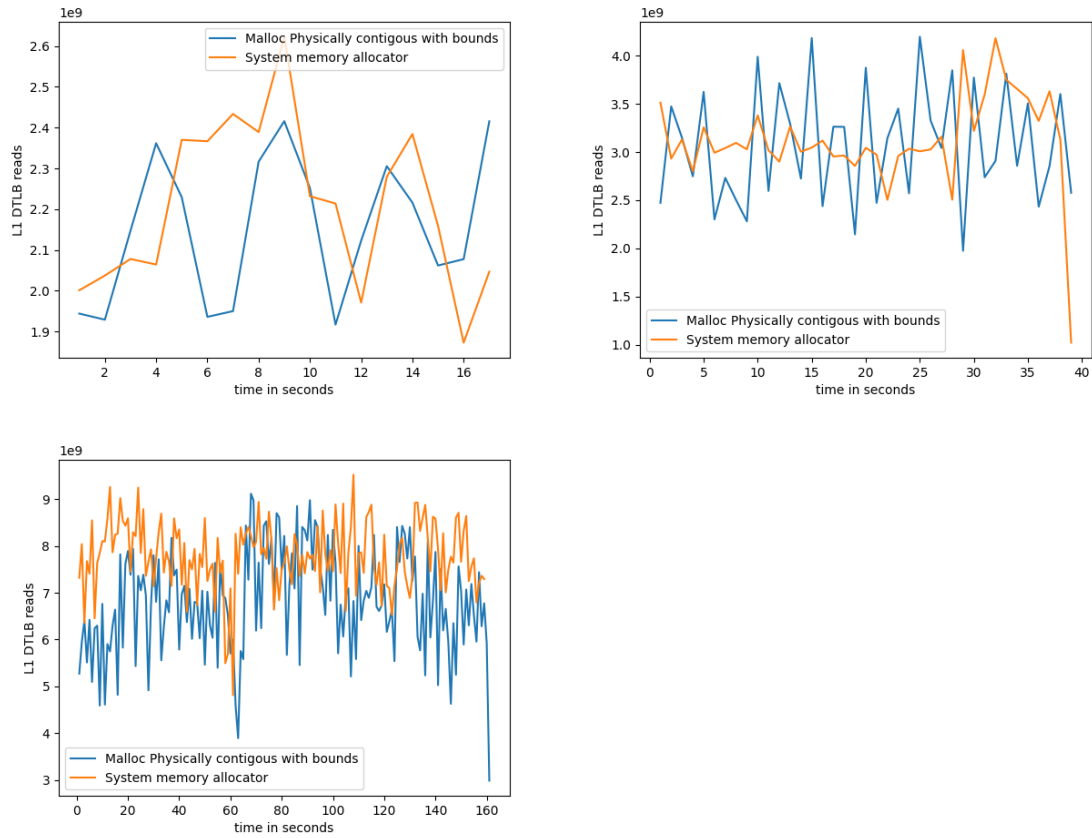 1e9
2.6
2.5
2.4
2.3
2.2
2.1
2.0
1.9
L1 DTLB reads
Malloc Physically contigous with bounds
System memory allocator
2 4 6 8 10 12 14 16
time in seconds
1e9
4.0
3.5
3.0
2.5
2.0
1.5
1.0
L1 DTLB reads
Malloc Physically contigous with bounds
System memory allocator
0 5 10 15 20 25 30 35 40
time in seconds
1e9
9
8
7
6
5
4
3
L1 DTLB reads
Malloc Physically contigous with bounds
System memory allocator
0 20 40 60 80 100 120 140 160
time in seconds